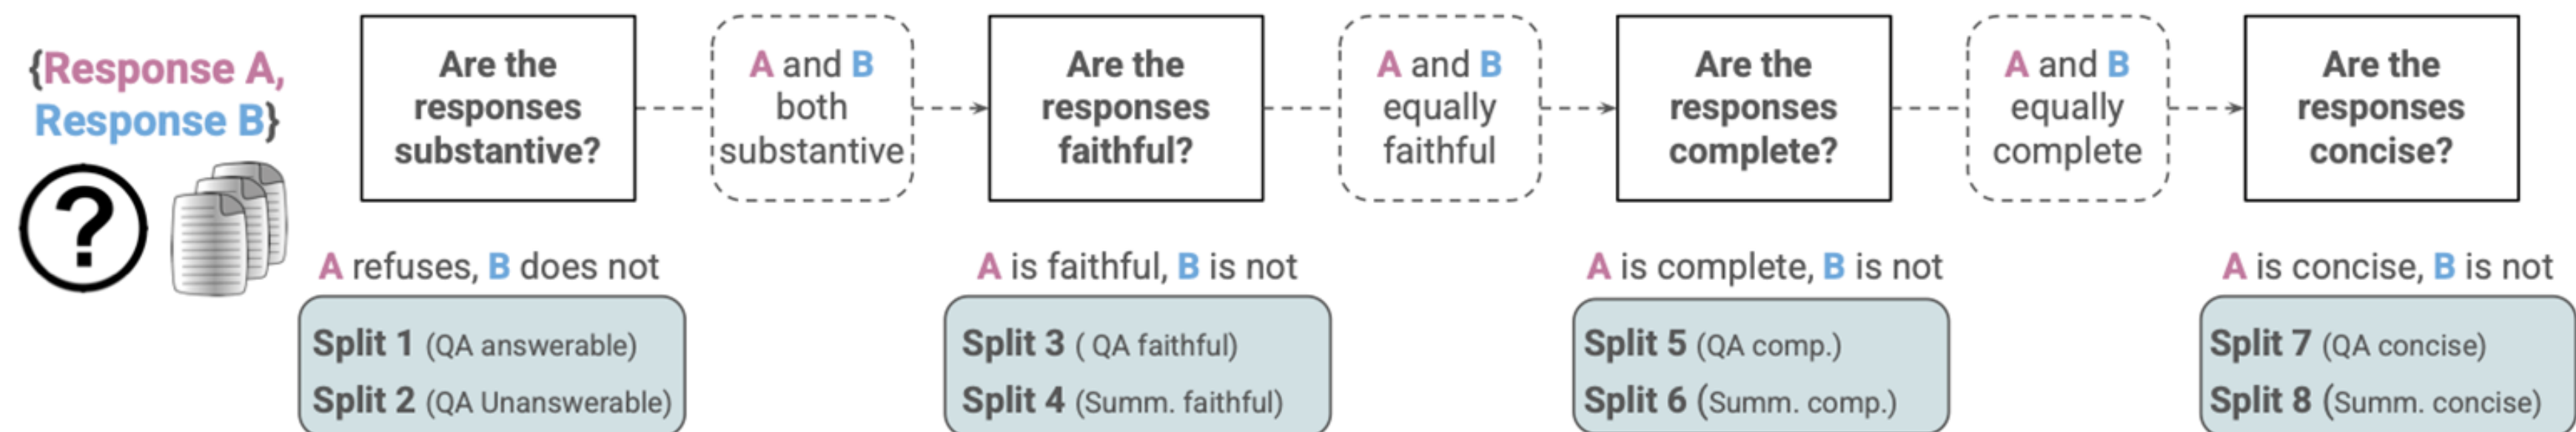 {Response A,
Response B}
?
Are the
responses
substantive?
A and B
both
substantive
Are the
responses
faithful?
A and B
equally
faithful
Are the
responses
complete?
A and B
equally
complete
Are the
responses
concise?
A refuses, B does not
Split 1 (QA answerable)
Split 2 (QA Unanswerable)
A is faithful, B is not
Split 3 ( QA faithful)
Split 4 (Summ. faithful)
A is complete, B is not
Split 5 (QA comp.)
Split 6 (Summ. comp.)
A is concise, B is not
Split 7 (QA concise)
Split 8 (Summ. concise)